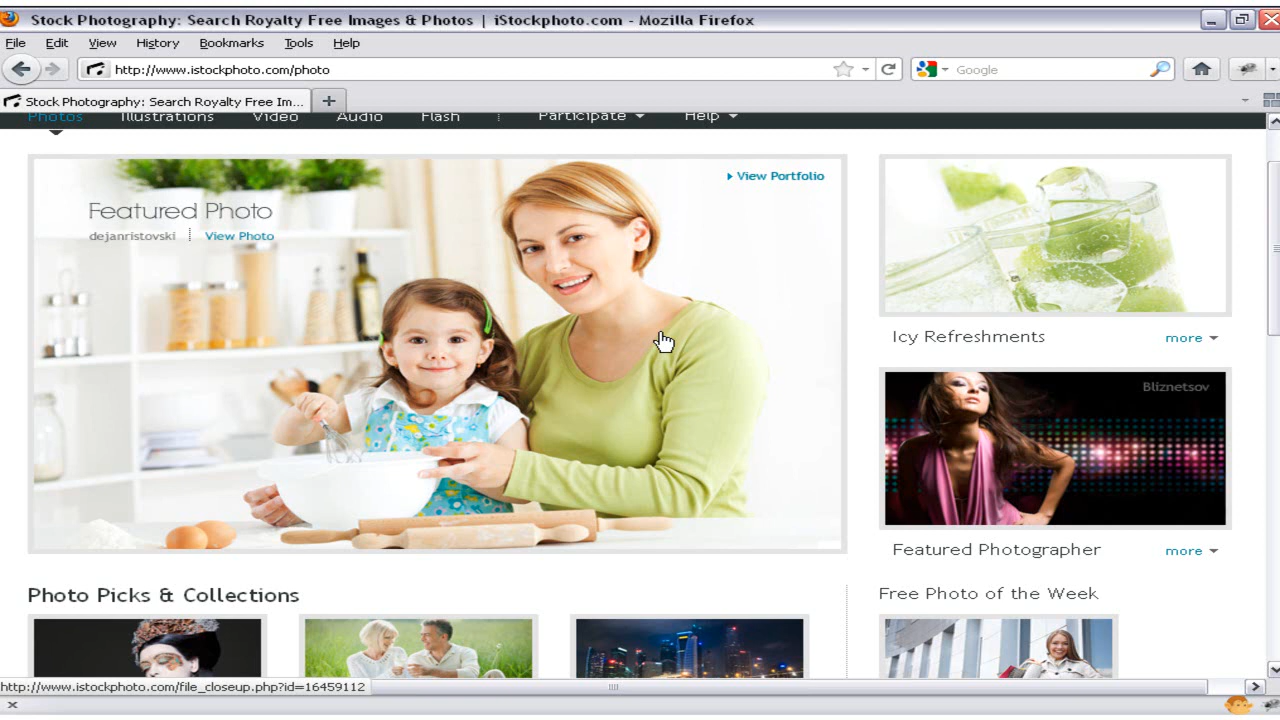 Stock Photography: Search Royalty Free Images & Photos | iStockphoto.com - Mozilla Firefox
File Edit View History Bookmarks Tools Help
http://www.istockphoto.com/photo
Google
Stock Photography: Search Royalty Free Im...
Photos Illustrations Video Audio Flash Participate Help
View Portfolio
Featured Photo
dejanristovski View Photo
Icy Refreshments more
Bliznetsov
Featured Photographer more
Photo Picks & Collections
Free Photo of the Week
http://www.istockphoto.com/file_closeup.php?id=16459112